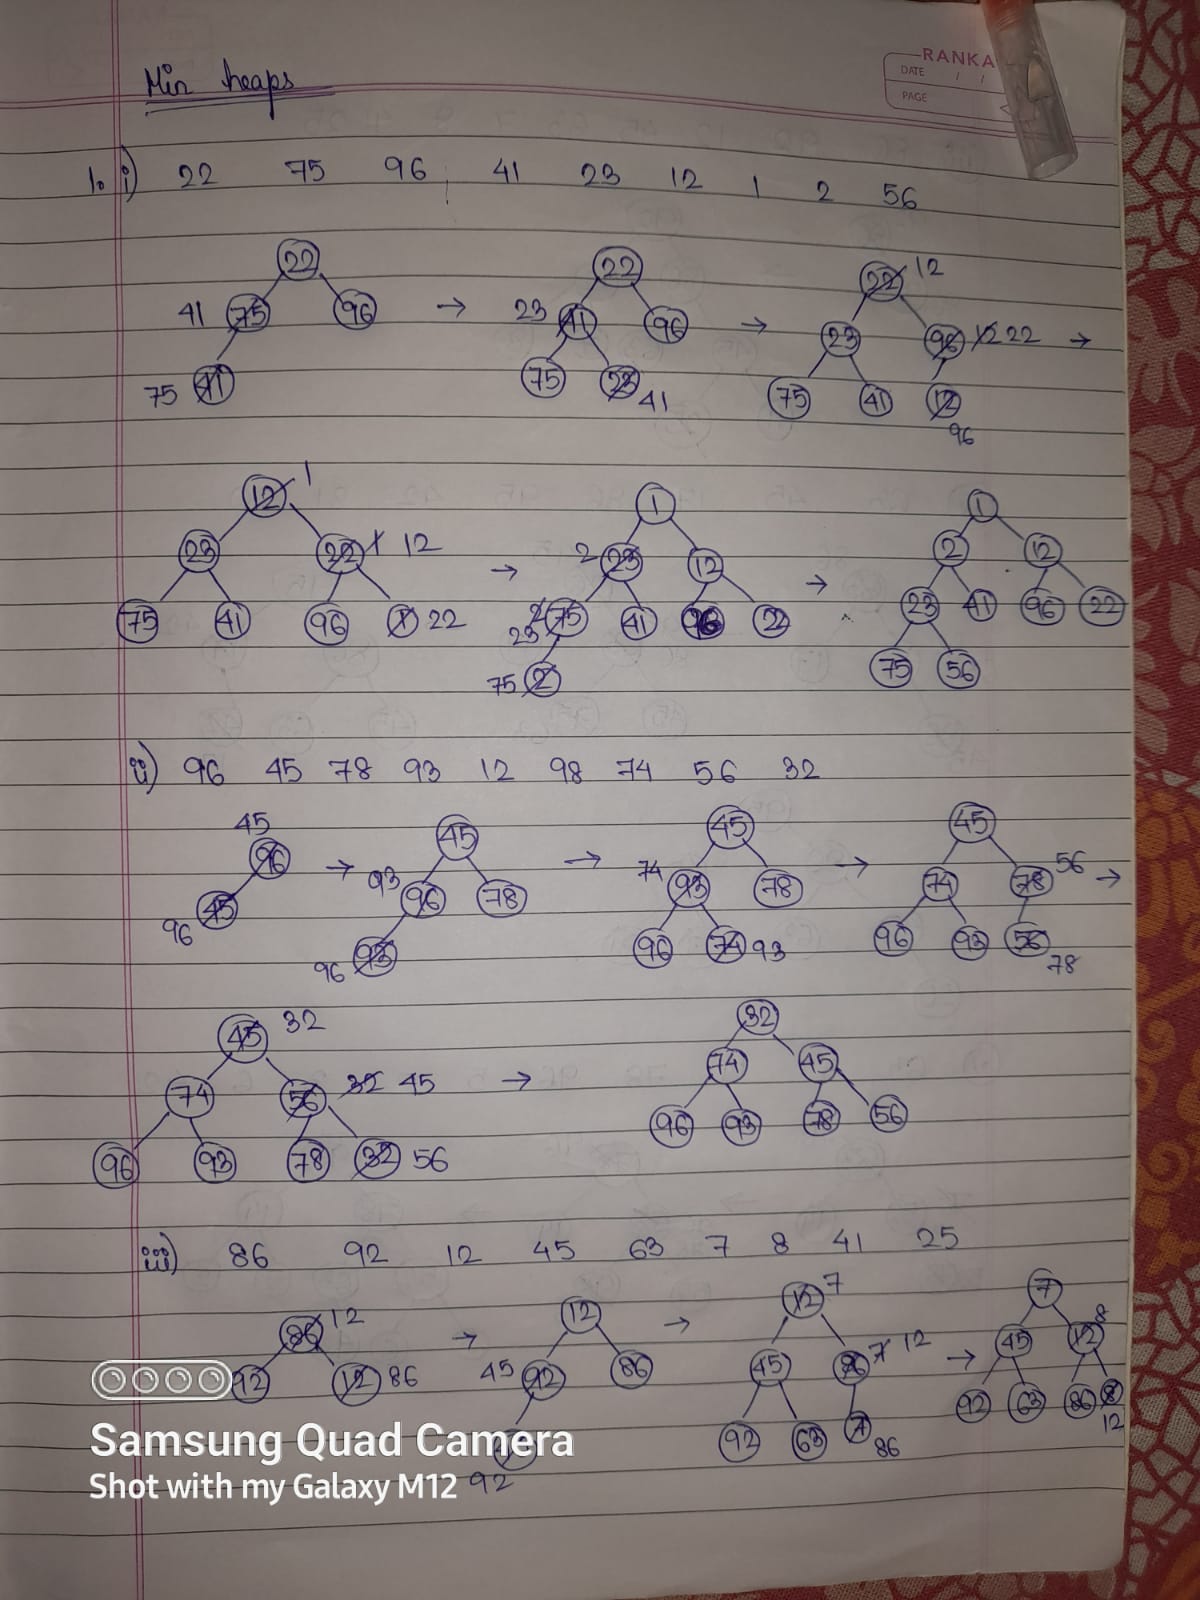 RANKA
DATE / /
PAGE
Min heaps
1. i) 22 75 96 41 23 12 1 2 56
22 22 22 12
41 75 96 → 23 41 96 → 23 96 12 22 →
75 41 75 23 41 75 41 12 96
12 1 1 1
23 22 1 12 → 2 23 12 → 2 12
75 41 96 1 22 2 75 23 41 96 22 23 41 96 22
75 2 75 56
ii) 96 45 78 93 12 98 74 56 32
45 96 → 45 → 45 → 45
96 45 93 96 78 74 93 78 74 78 56 →
96 93 96 74 93 96 93 56 78
45 32 32
74 56 32 45 → 74 45
96 93 78 32 56 96 93 78 56
iii) 86 92 12 45 63 7 8 41 25
86 12 → 12 → 12 7 7
92 12 86 45 92 86 45 86 7 12 → 45 12 8
92 92 63 7 86 92 63 86 8 12
Samsung Quad Camera
Shot with my Galaxy M12